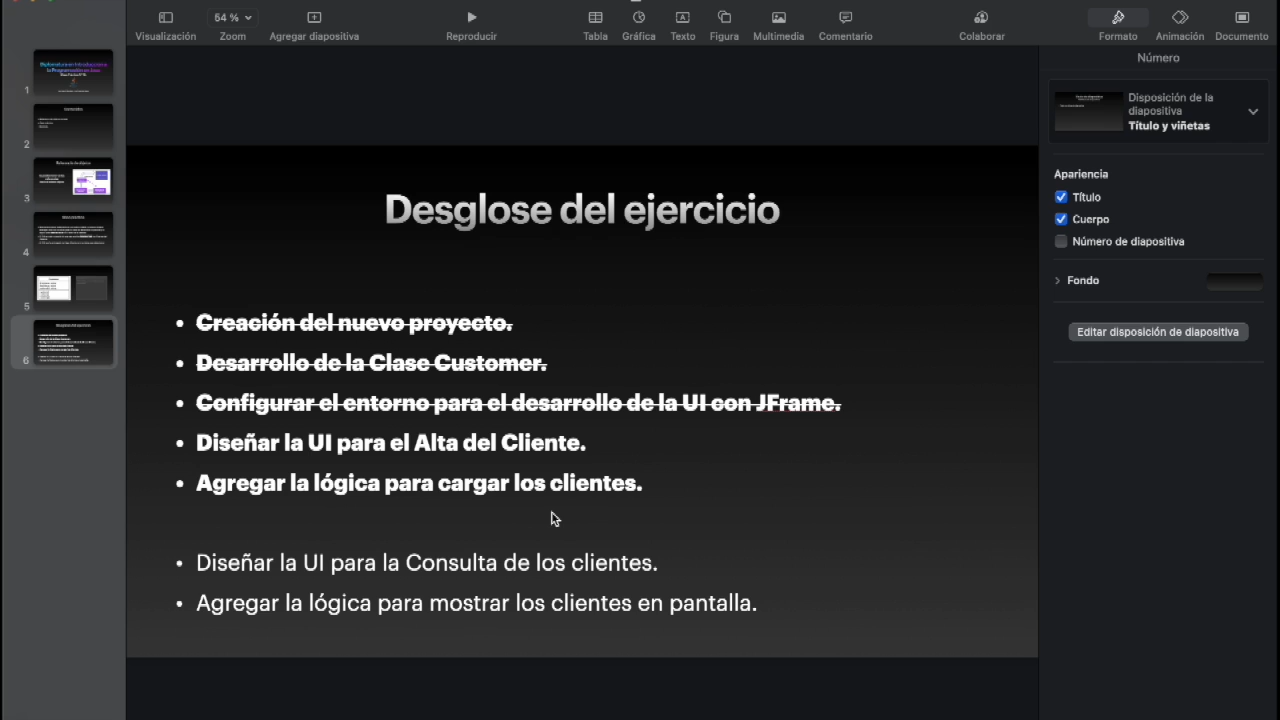 54 %
Visualización
Zoom
Agregar diapositiva
Reproducir
Tabla
Gráfica
Texto
Figura
Multimedia
Comentario
Colaborar
Formato
Animación
Documento
1
2
3
4
5
6
Desglose del ejercicio
• Creación del nuevo proyecto.
• Desarrollo de la Clase Customer.
• Configurar el entorno para el desarrollo de la UI con JFrame.
• Diseñar la UI para el Alta del Cliente.
• Agregar la lógica para cargar los clientes.
• Diseñar la UI para la Consulta de los clientes.
• Agregar la lógica para mostrar los clientes en pantalla.
Número
Disposición de la
diapositiva
Título y viñetas
Apariencia
Título
Cuerpo
Número de diapositiva
Fondo
Editar disposición de diapositiva